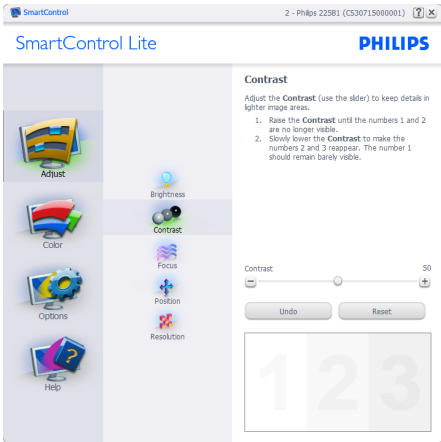 SmartControl
2 - Philips 225B1 (CS30715000001)
SmartControl Lite
PHILIPS
Adjust
Color
Options
Help
Brightness
Contrast
Focus
Position
Resolution
Contrast
Adjust the Contrast (use the slider) to keep details in
lighter image areas.
1. Raise the Contrast until the numbers 1 and 2
are no longer visible.
2. Slowly lower the Contrast to make the
numbers 2 and 3 reappear. The number 1
should remain barely visible.
Contrast 50
Undo Reset
1 2 3